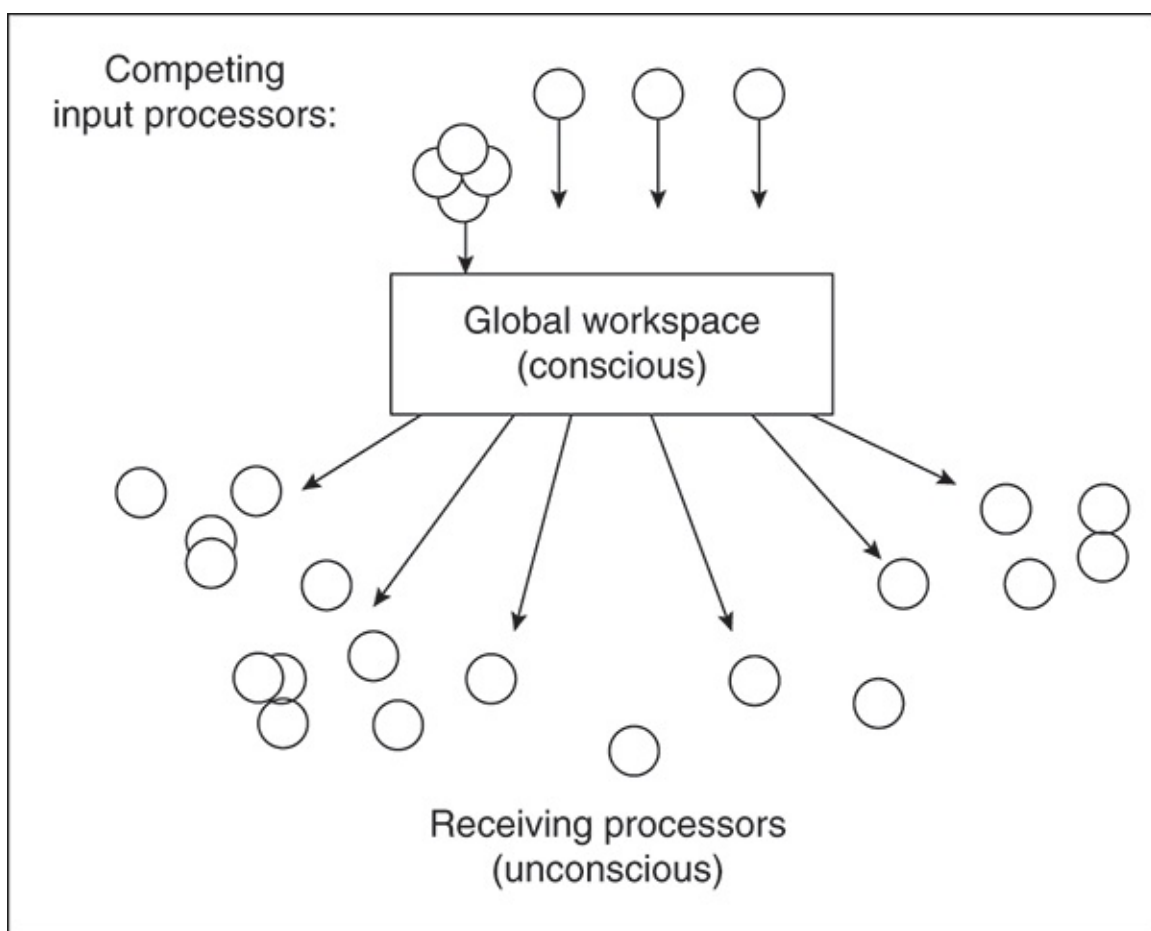 Competing
input processors:
Global workspace
(conscious)
Receiving processors
(unconscious)